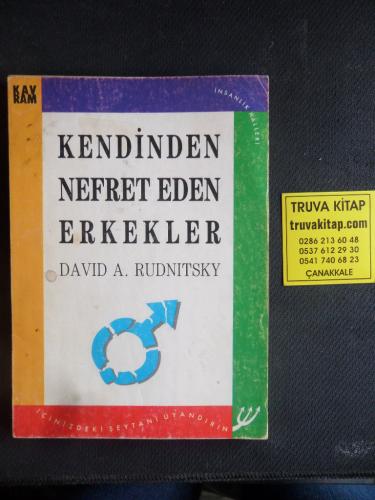 KAV
RAM
İNSANLIK HALLERİ
KENDİNDEN
NEFRET EDEN
ERKEKLER
DAVID A. RUDNITSKY
İÇİNİZDEKİ ŞEYTANI UYANDIRIN
TRUVA KİTAP
truvakitap.com
0286 213 60 48
0537 612 29 30
0541 740 68 23
ÇANAKKALE